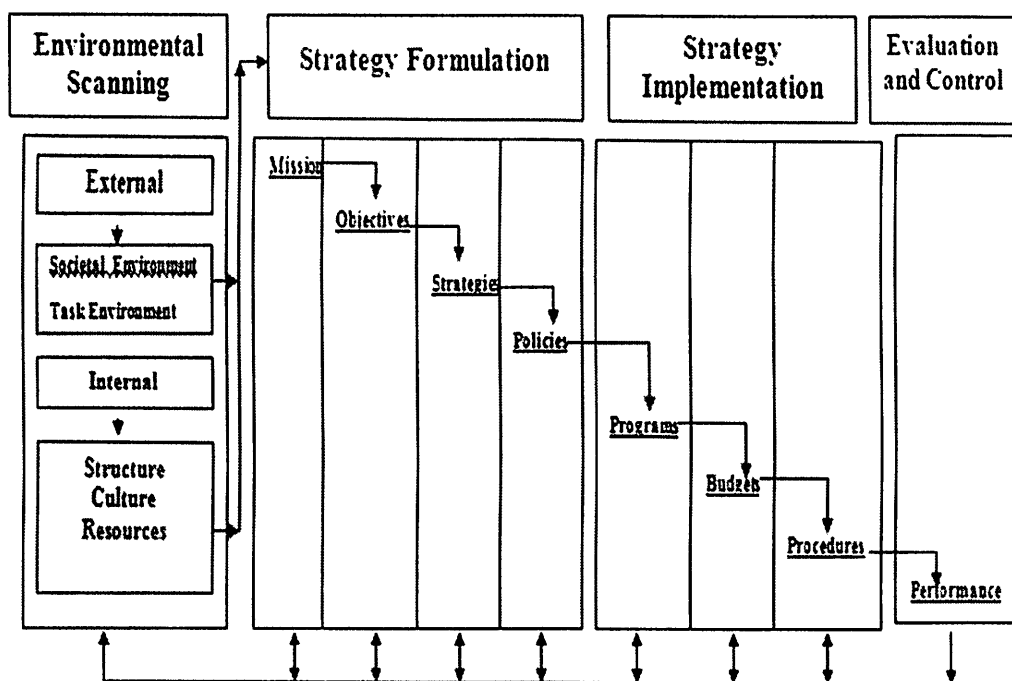 Environmental
Scanning
Strategy Formulation
Strategy
Implementation
Evaluation
and Control
External
Societal Environment
Task Environment
Internal
Structure
Culture
Resources
Mission
Objectives
Strategies
Policies
Programs
Budgets
Procedures
Performance